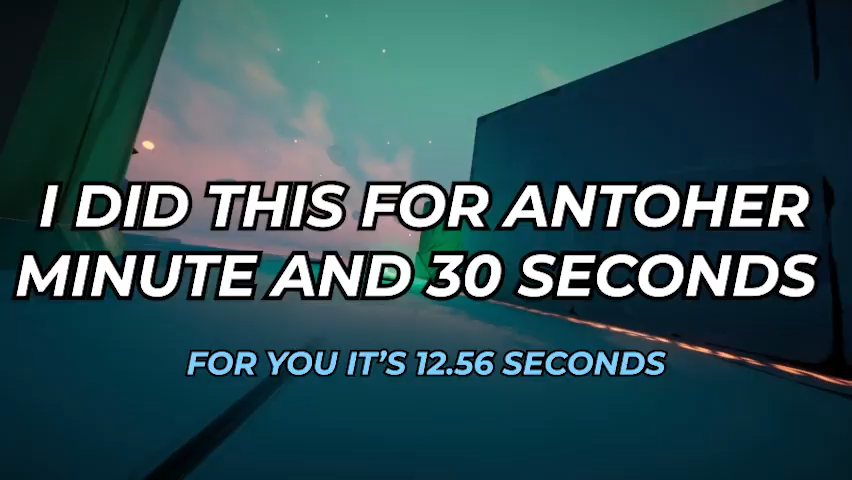 I DID THIS FOR ANTOHER
MINUTE AND 30 SECONDS
FOR YOU IT’S 12.56 SECONDS